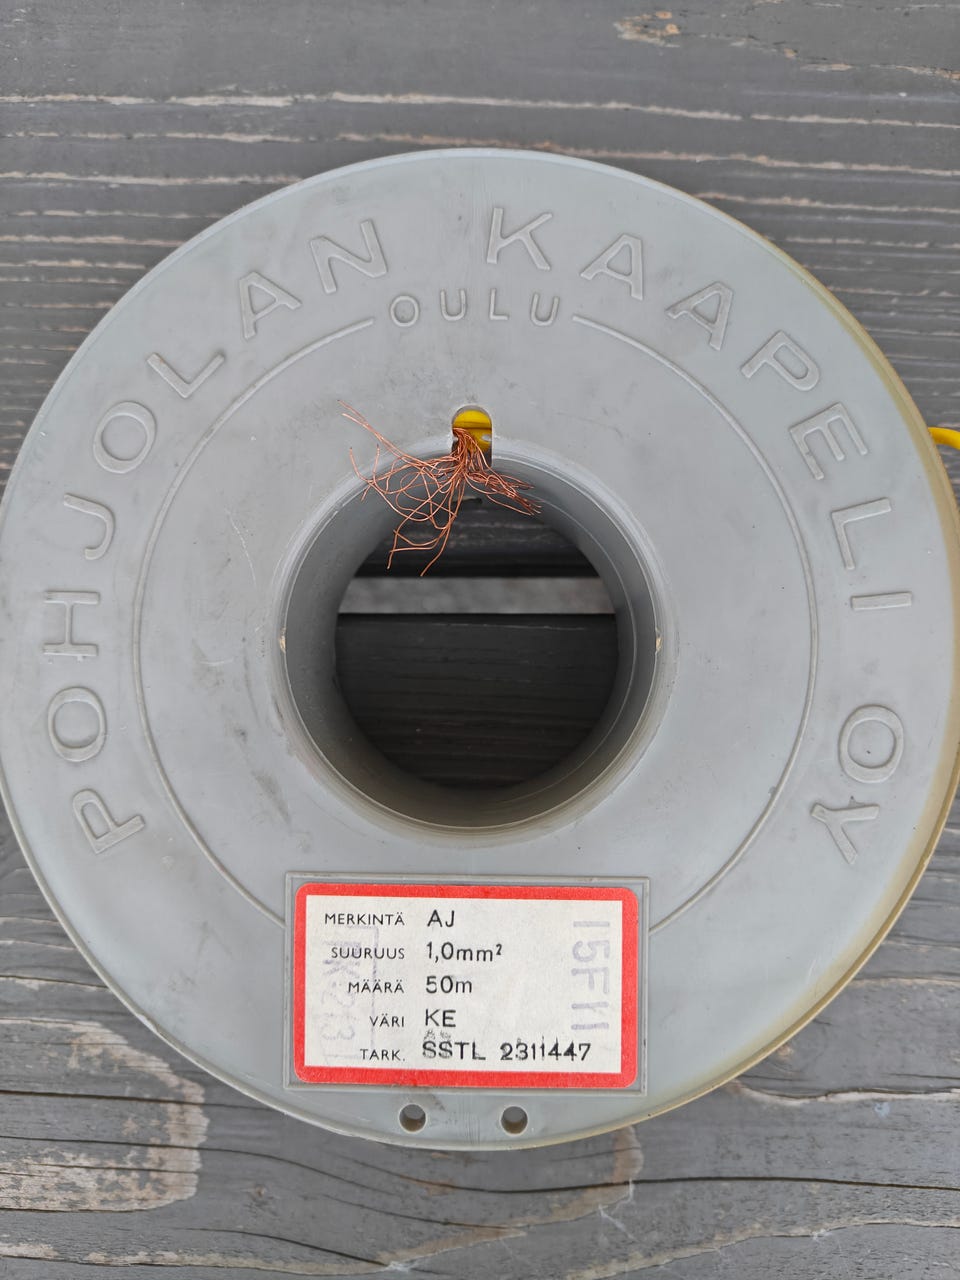 POHJOLAN KAAPELI OY
OULU
MERKINTÄ AJ
SUURUUS 1,0mm²
MÄÄRÄ 50m
VÄRI KE
TARK. SSTL 2311447
15F11